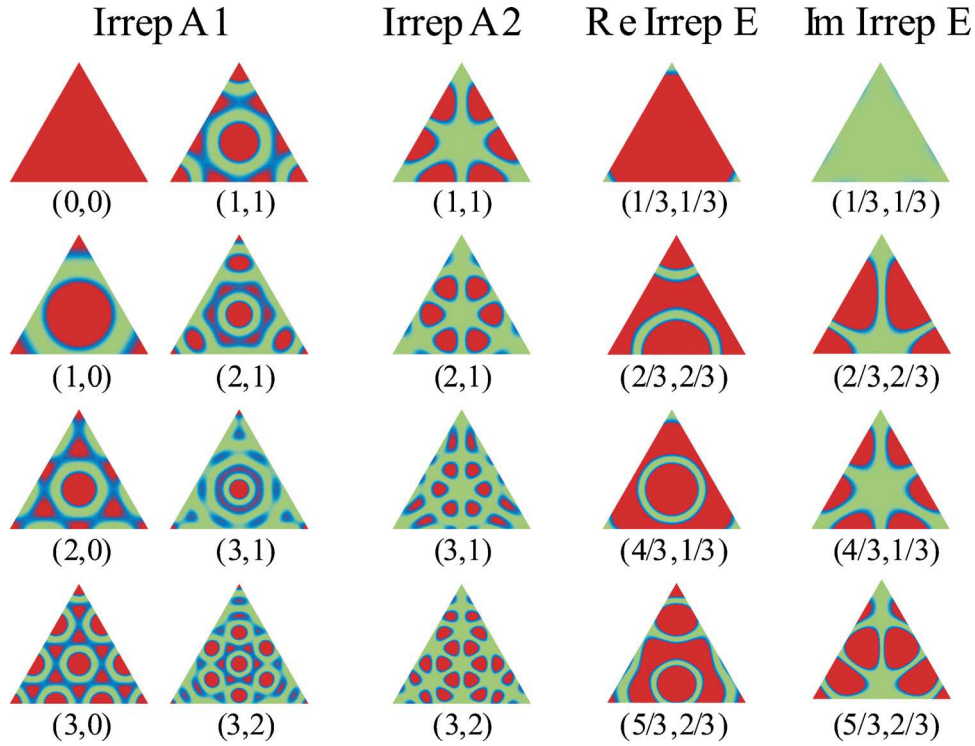 Irrep A1 Irrep A2 Re Irrep E Im Irrep E
(0,0) (1,1) (1,1) (1/3,1/3) (1/3,1/3)
(1,0) (2,1) (2,1) (2/3,2/3) (2/3,2/3)
(2,0) (3,1) (3,1) (4/3,1/3) (4/3,1/3)
(3,0) (3,2) (3,2) (5/3,2/3) (5/3,2/3)